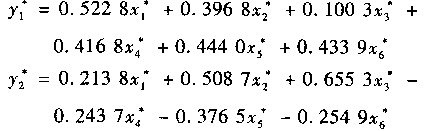 y₁* = 0.522 8x₁* + 0.396 8x₂* + 0.100 3x₃* +
0.416 8x₄* + 0.444 0x₅* + 0.433 9x₆*
y₂* = 0.213 8x₁* + 0.508 7x₂* + 0.655 3x₃* −
0.243 7x₄* − 0.376 5x₅* − 0.254 9x₆*